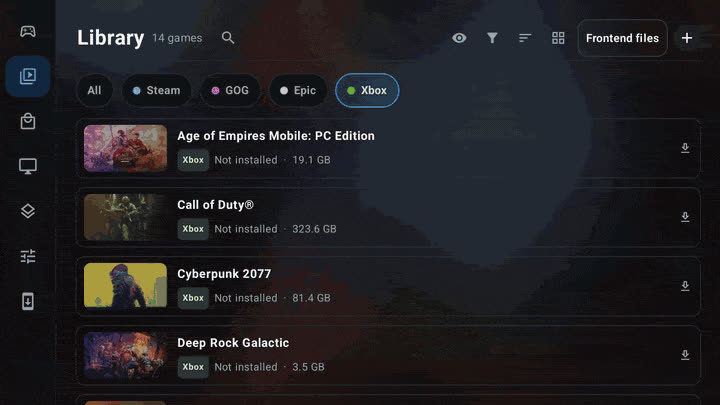 Library 14 games
Frontend files
All Steam GOG Epic Xbox
Age of Empires Mobile: PC Edition
Xbox Not installed · 19.1 GB
Call of Duty®
Xbox Not installed · 323.6 GB
Cyberpunk 2077
Xbox Not installed · 81.4 GB
Deep Rock Galactic
Xbox Not installed · 3.5 GB